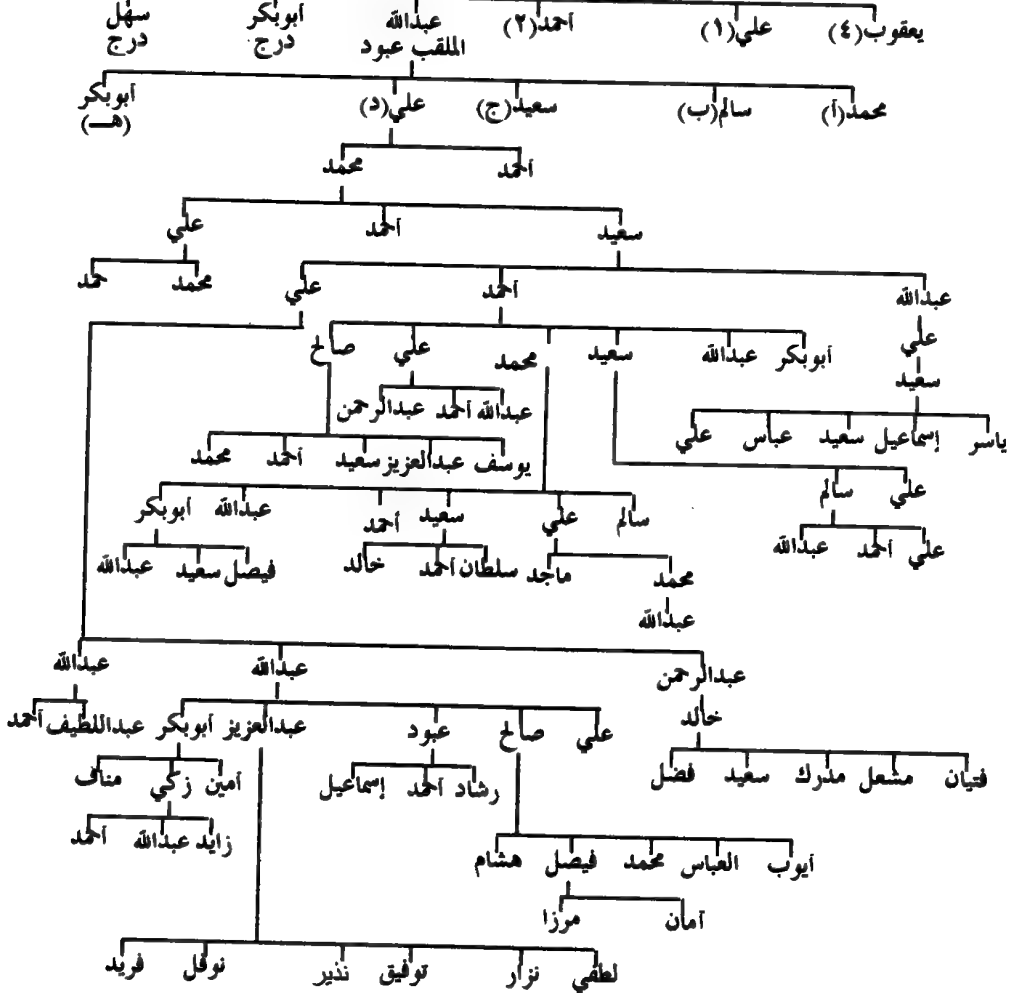 يعقوب(٤) علي(١) أحمد(٢) عبدالله أبوبكر سهل
الملقب عبود درج درج
محمد(أ) سالم(ب) سعيد(ج) علي(د) أبوبكر
(هـ)
أحمد محمد
سعيد أحمد علي
محمد حمد
عبدالله أحمد علي
أبوبكر عبدالله سعيد محمد علي صالح
علي
سعيد
عبدالله أحمد عبدالرحمن
ياسر إسماعيل سعيد عباس علي
يوسف عبدالعزيز سعيد أحمد محمد
علي سالم
سالم علي سعيد أحمد عبدالله أبوبكر
علي أحمد عبدالله
محمد ماجد سلطان أحمد خالد فيصل سعيد عبدالله
عبدالله
عبدالرحمن عبدالله عبدالله
خالد
علي صالح عبود عبدالعزيز أبوبكر عبداللطيف أحمد
فتيان مشعل مدرك سعيد فضل
رشاد أحمد إسماعيل أمين زكي مناف
زايد عبدالله أحمد
أيوب العباس محمد فيصل هشام
أمان مرزا
لطفي نزار توفيق نذير نوفل فريد